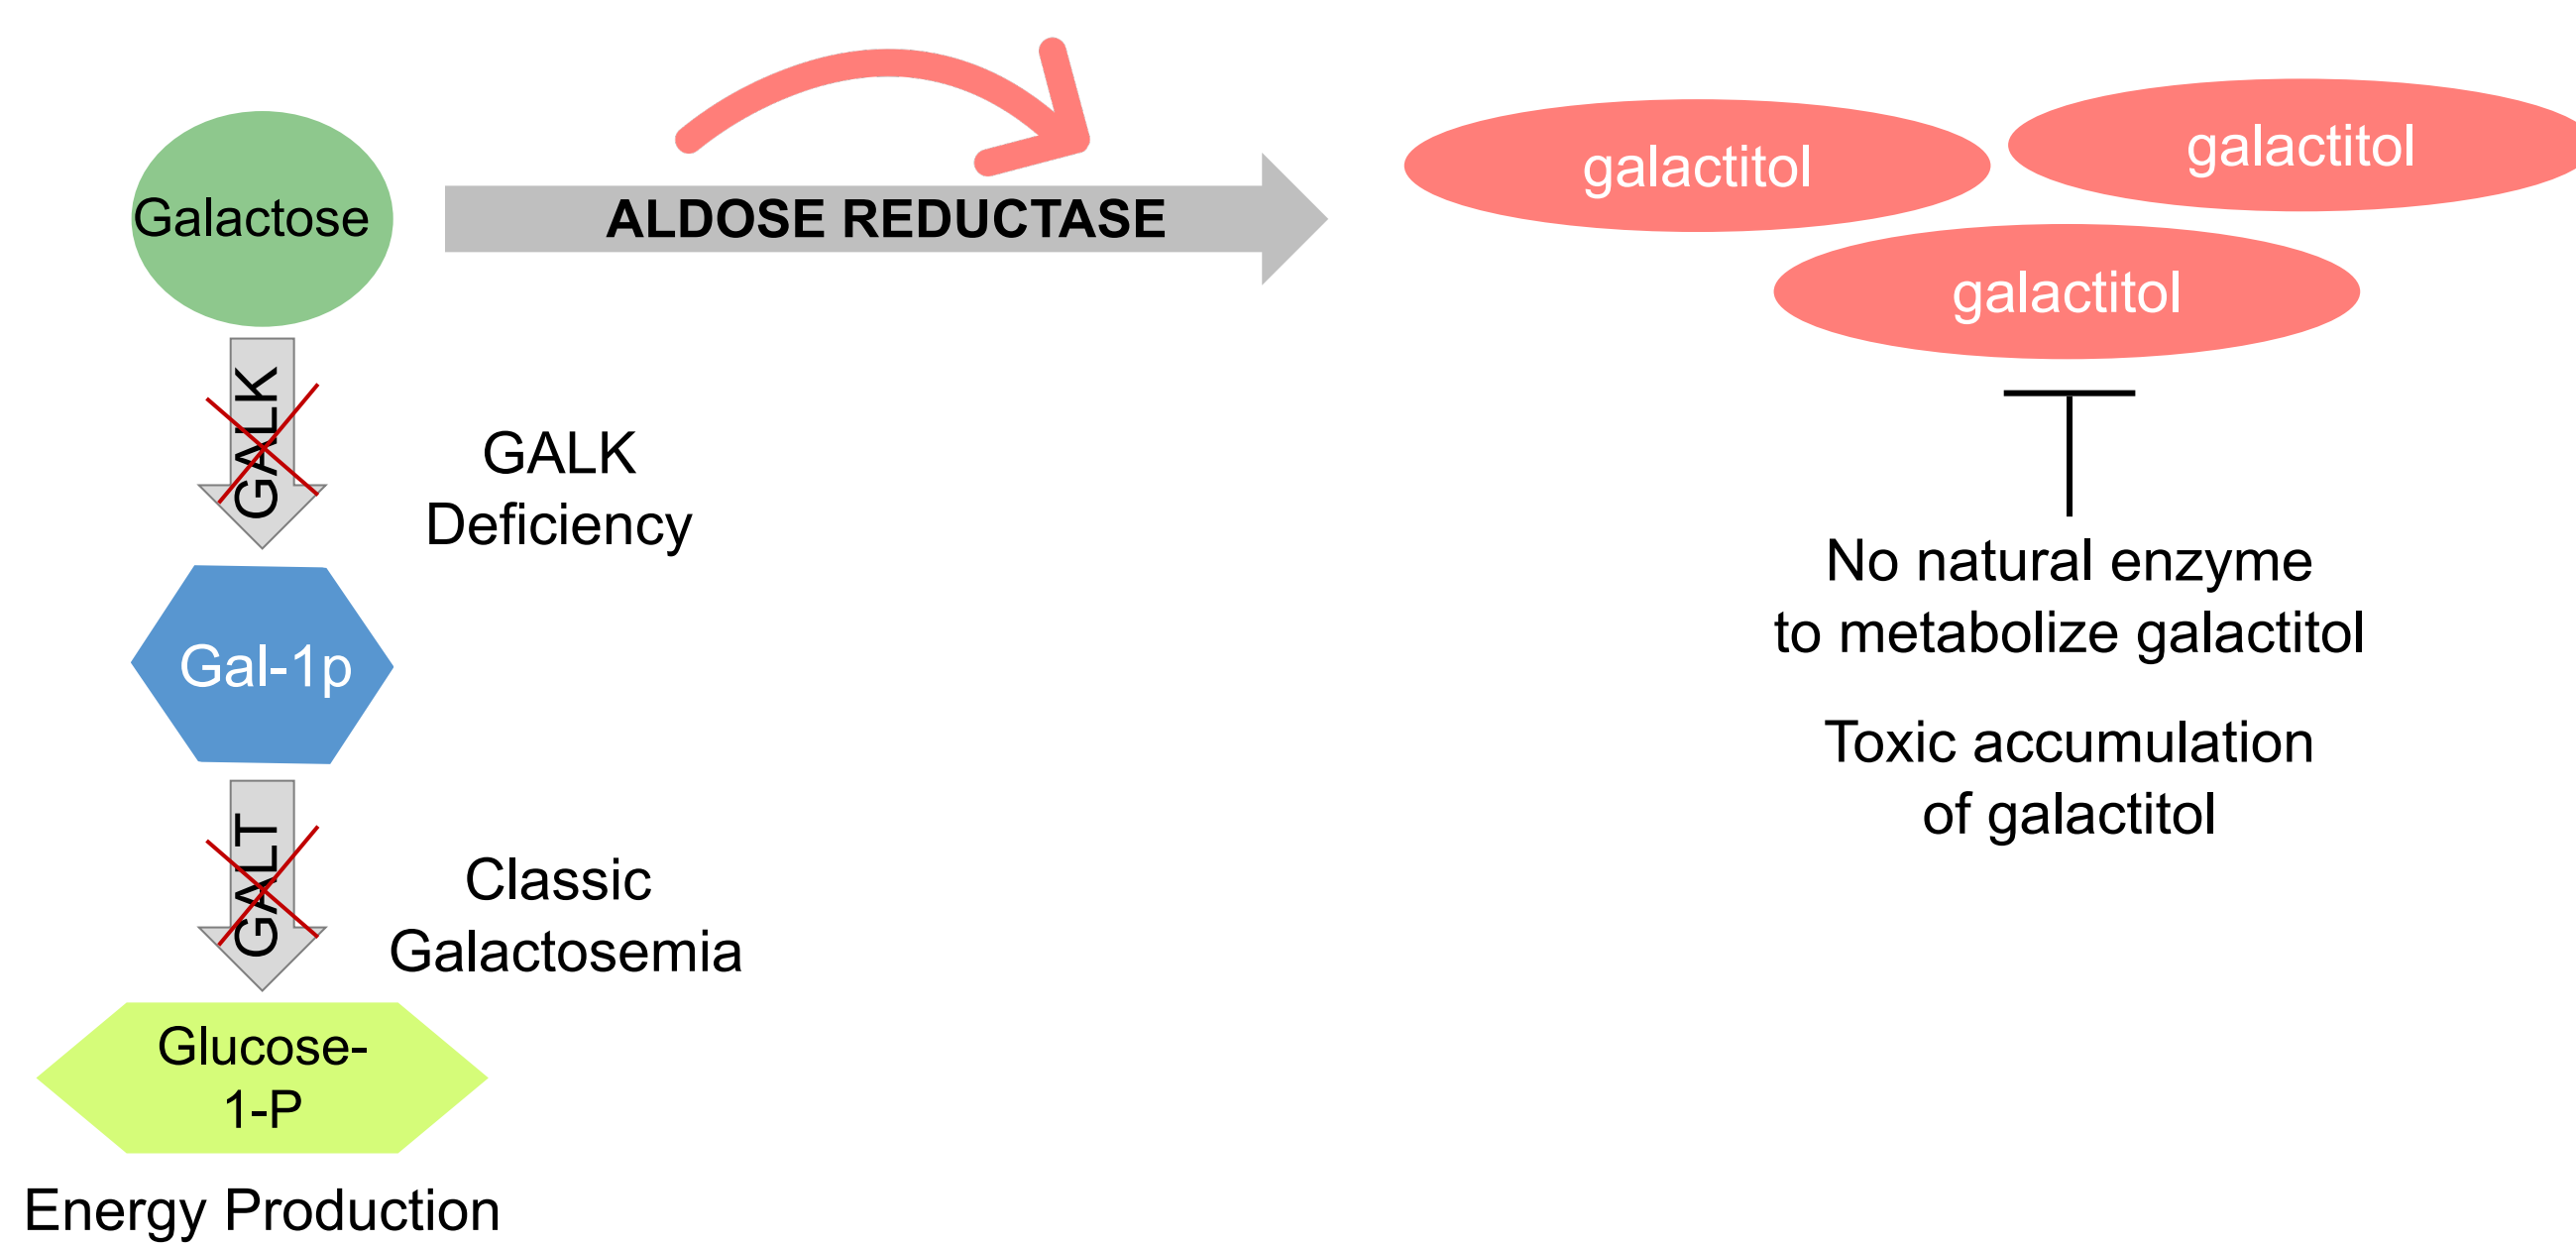 Galactose
ALDOSE REDUCTASE
galactitol
galactitol
galactitol
GALK
GALK
Deficiency
Gal-1p
GALT
Classic
Galactosemia
Glucose-
1-P
Energy Production
No natural enzyme
to metabolize galactitol
Toxic accumulation
of galactitol